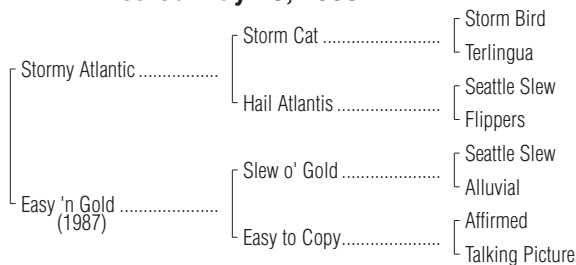 Storm Bird
Storm Cat ........................
Terlingua
Stormy Atlantic .....................
Seattle Slew
Hail Atlantis ........................
Flippers
Seattle Slew
Slew o' Gold ........................
Alluvial
Easy 'n Gold .........................
(1987)
Affirmed
Easy to Copy.......................
Talking Picture